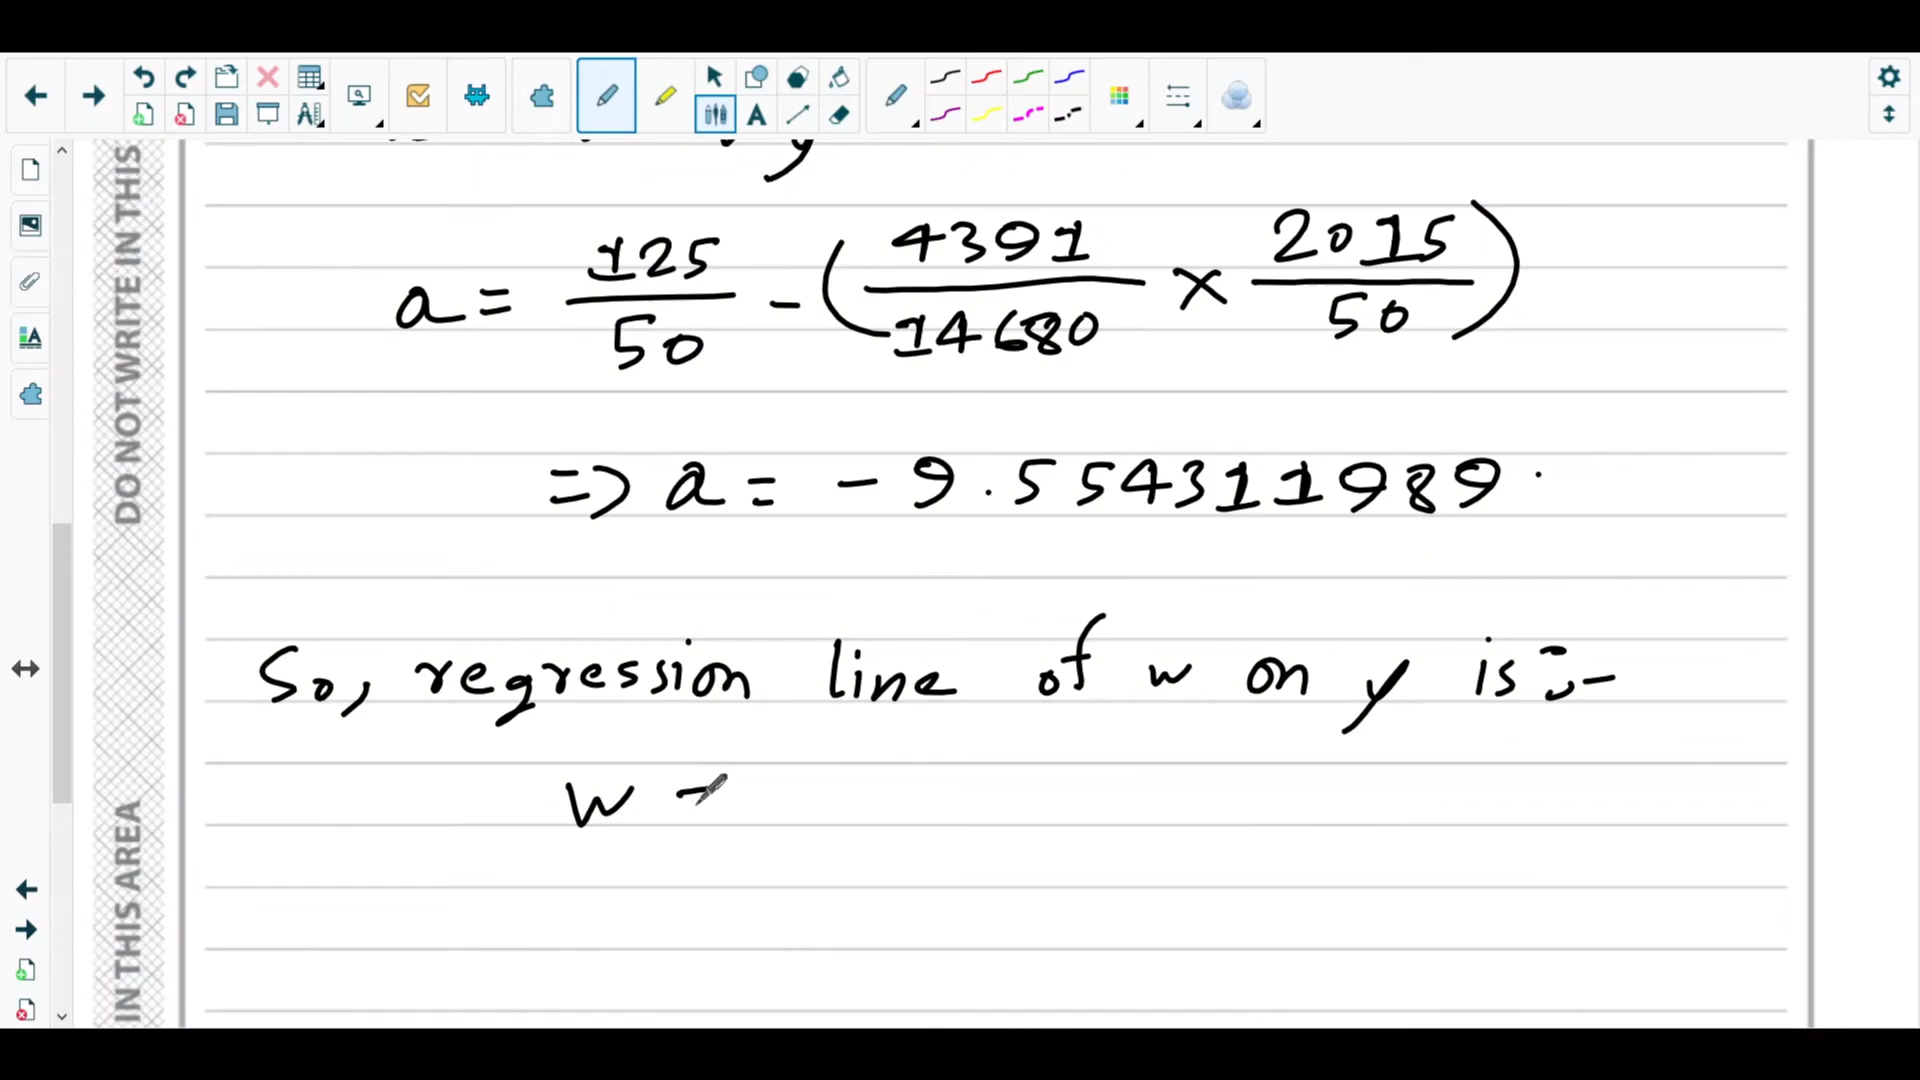 a = 125/50 - (4391/14680 × 2015/50)
=> a = - 9.554311989.
So, regression line of w on y is:-
w -
DO NOT WRITE IN THIS
IN THIS AREA